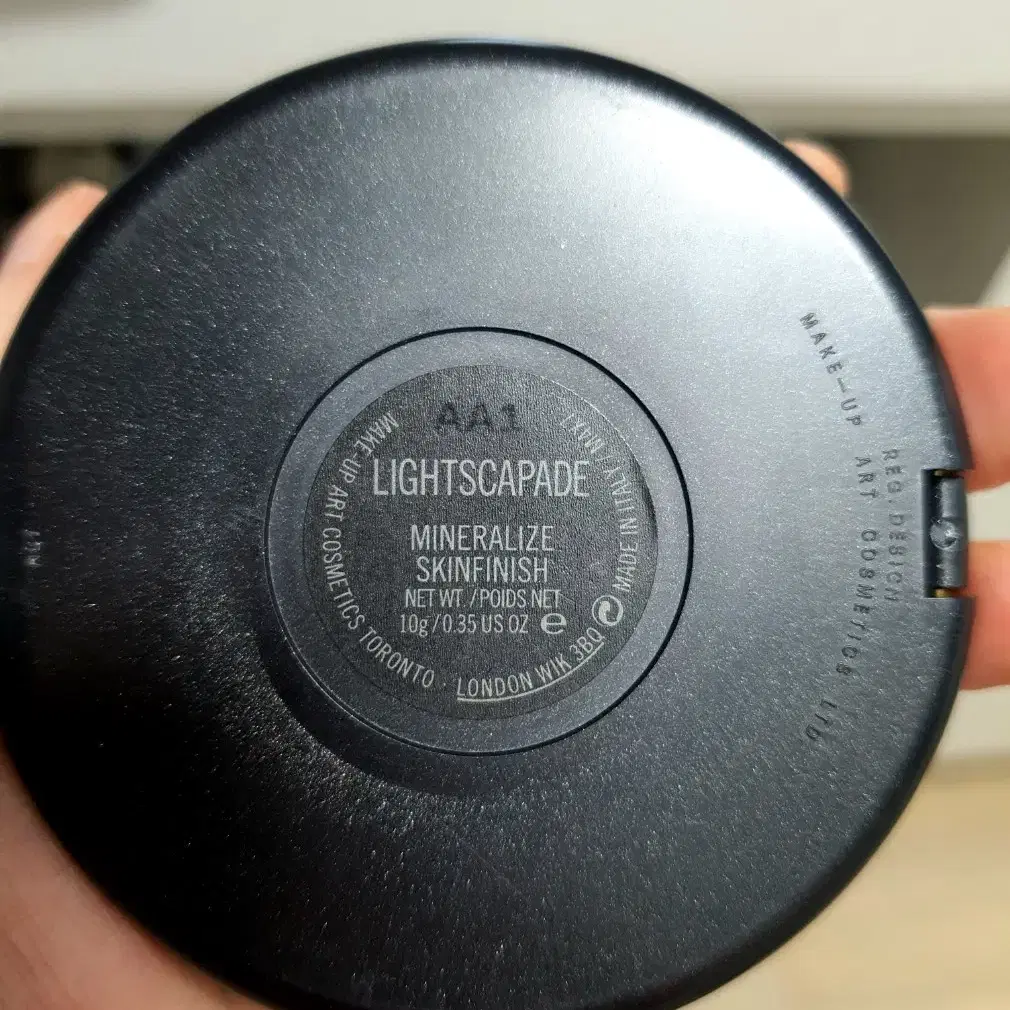 AA1
LIGHTSCAPADE
MINERALIZE
SKINFINISH
NET WT./POIDS NET
10g/0.35 US OZ e
MAKE-UP ART COSMETICS TORONTO · LONDON W1K 3BQ
MADE IN ITALY
MAKE-UP ART COSMETICS LTD.
REG. DESIGN